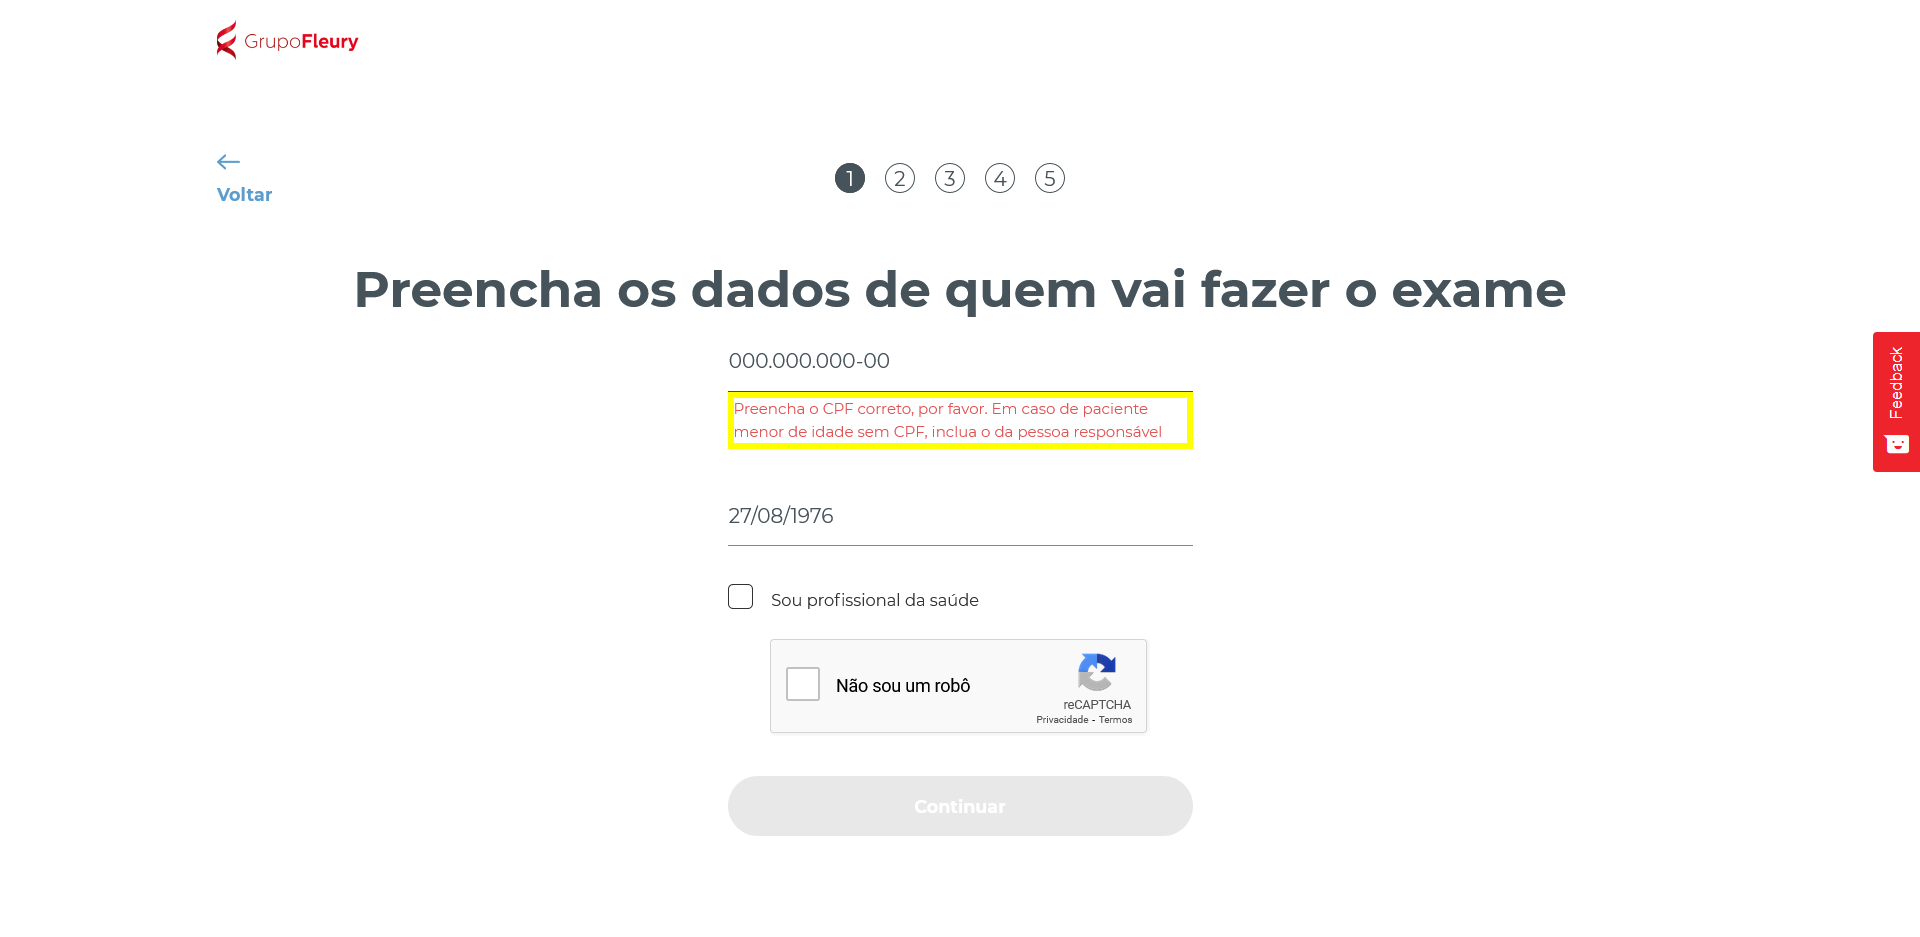 GrupoFleury
Voltar
1 2 3 4 5
Preencha os dados de quem vai fazer o exame
000.000.000-00
Preencha o CPF correto, por favor. Em caso de paciente
menor de idade sem CPF, inclua o da pessoa responsável
Feedback
27/08/1976
Sou profissional da saúde
Não sou um robô
reCAPTCHA
Privacidade - Termos
Continuar